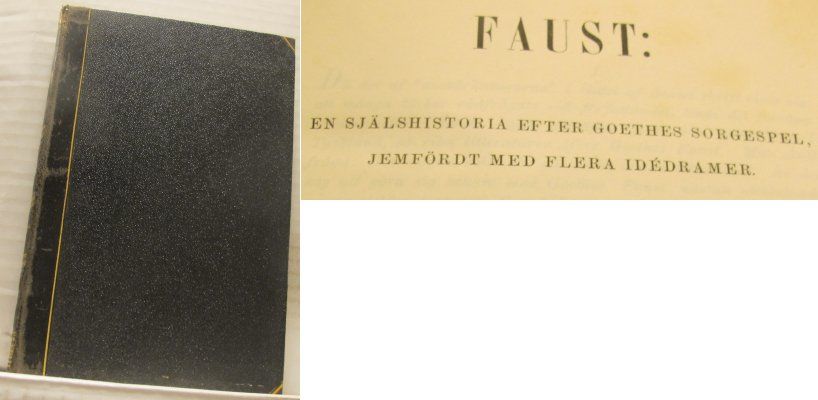 FAUST:
EN SJÄLSHISTORIA EFTER GOETHES SORGESPEL,
JEMFÖRDT MED FLERA IDÉDRAMER.